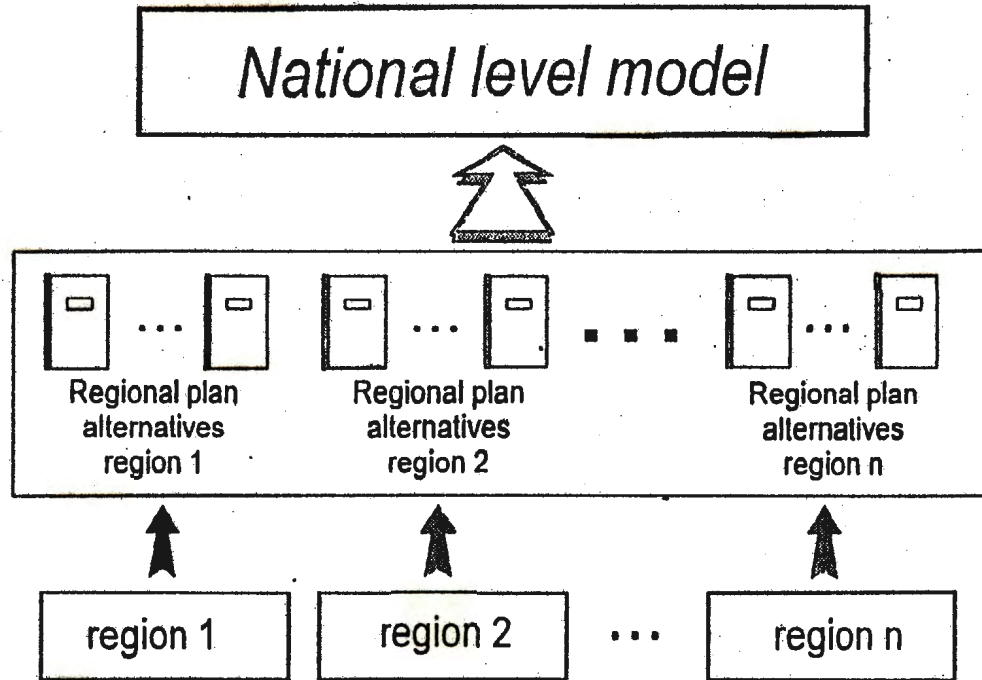 National level model
... ... ... ...
Regional plan
alternatives
region 1
Regional plan
alternatives
region 2
Regional plan
alternatives
region n
region 1
region 2
...
region n